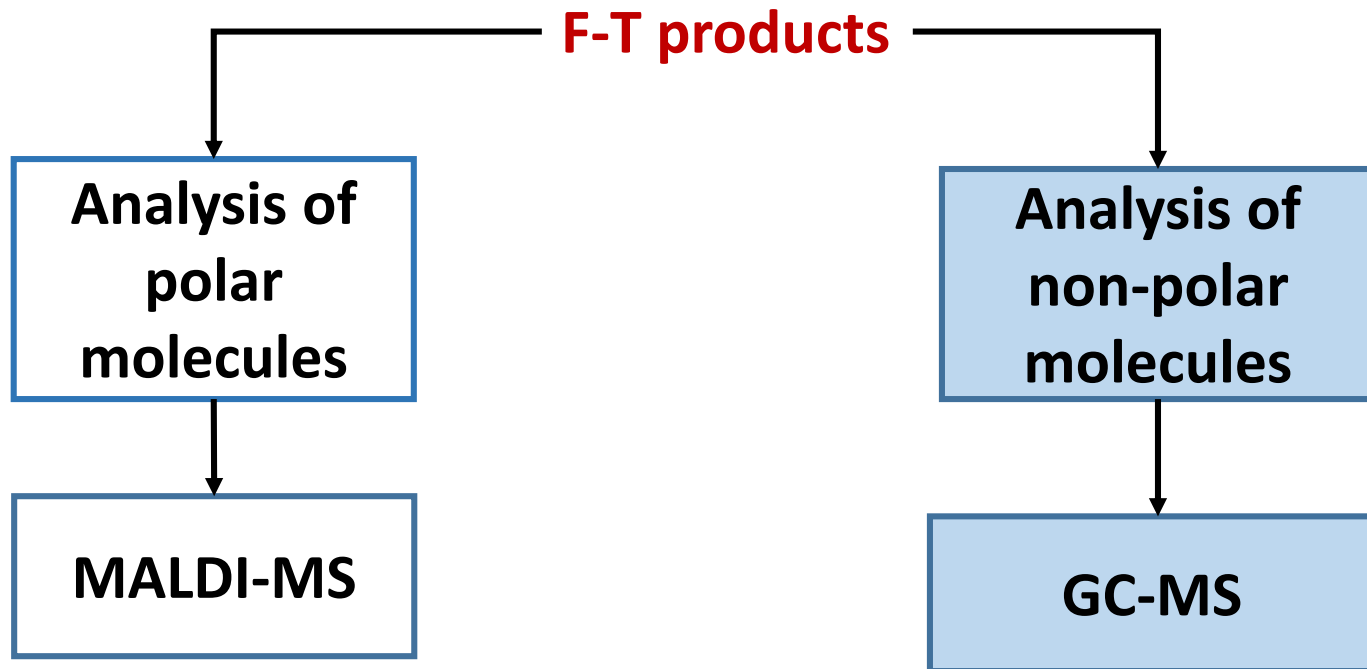 F-T products
Analysis of
polar
molecules
MALDI-MS
Analysis of
non-polar
molecules
GC-MS